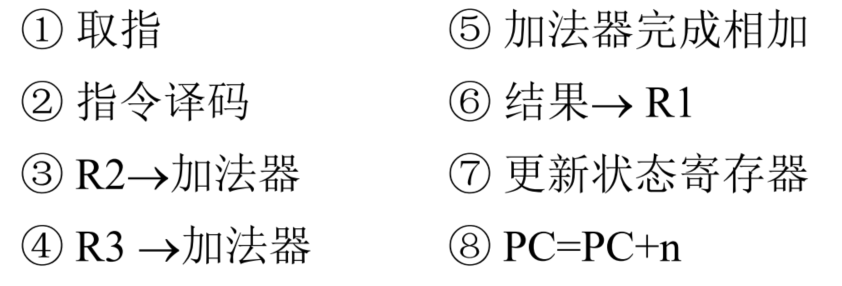 ① 取指
② 指令译码
③ R2→加法器
④ R3 →加法器
⑤ 加法器完成相加
⑥ 结果→ R1
⑦ 更新状态寄存器
⑧ PC=PC+n